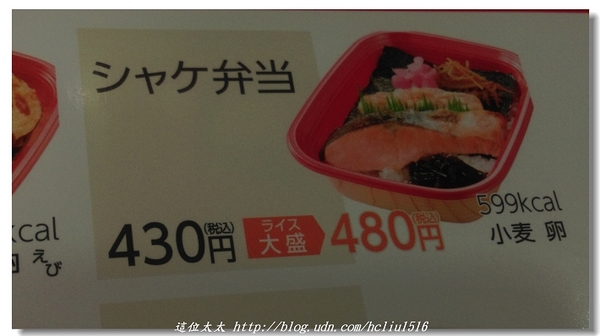 シャケ弁当
430円(税込)
ライス大盛
480円(税込)
599kcal
小麦 卵
kcal
えび
這位太太 http://blog.udn.com/hcliu1516